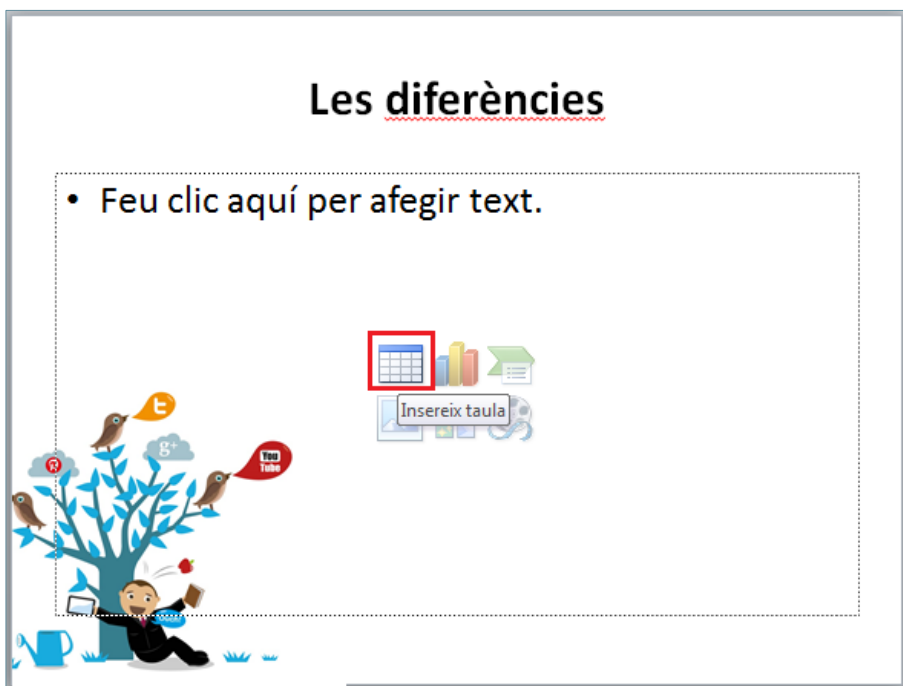 Les diferències
• Feu clic aquí per afegir text.
Insereix taula
t
g+
You
Tube